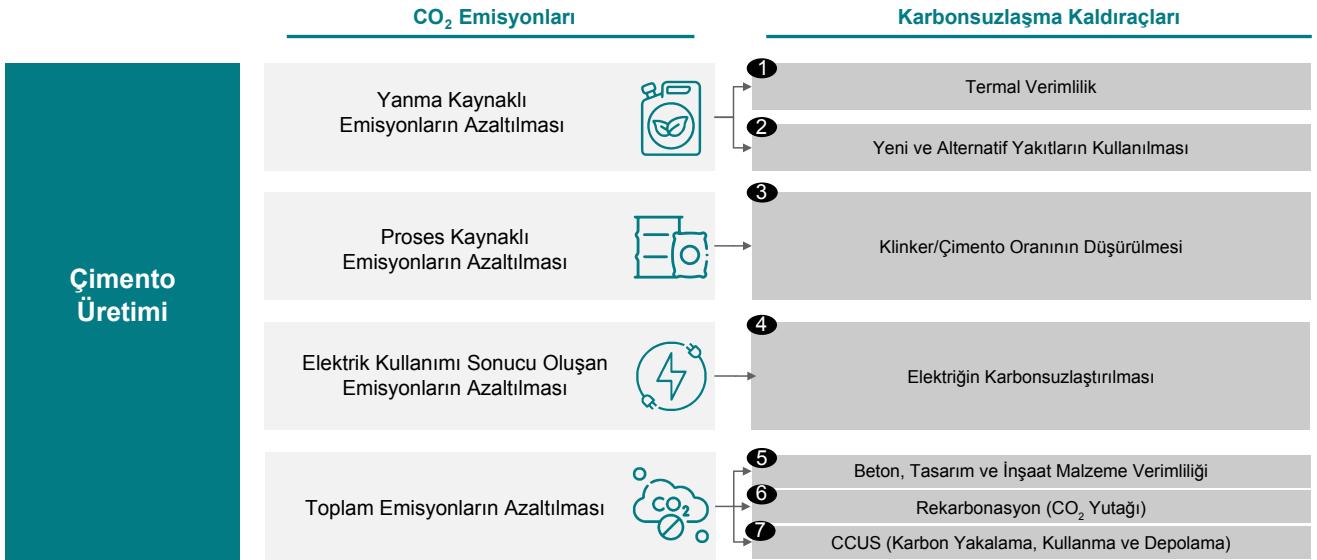 CO₂ Emisyonları
Karbonsuzlaşma Kaldıraçları
Çimento
Üretimi
Yanma Kaynaklı
Emisyonların Azaltılması
1
Termal Verimlilik
2
Yeni ve Alternatif Yakıtların Kullanılması
Proses Kaynaklı
Emisyonların Azaltılması
3
Klinker/Çimento Oranının Düşürülmesi
Elektrik Kullanımı Sonucu Oluşan
Emisyonların Azaltılması
4
Elektriğin Karbonsuzlaştırılması
Toplam Emisyonların Azaltılması
CO₂
5
Beton, Tasarım ve İnşaat Malzeme Verimliliği
6
Rekarbonasyon (CO₂ Yutağı)
7
CCUS (Karbon Yakalama, Kullanma ve Depolama)